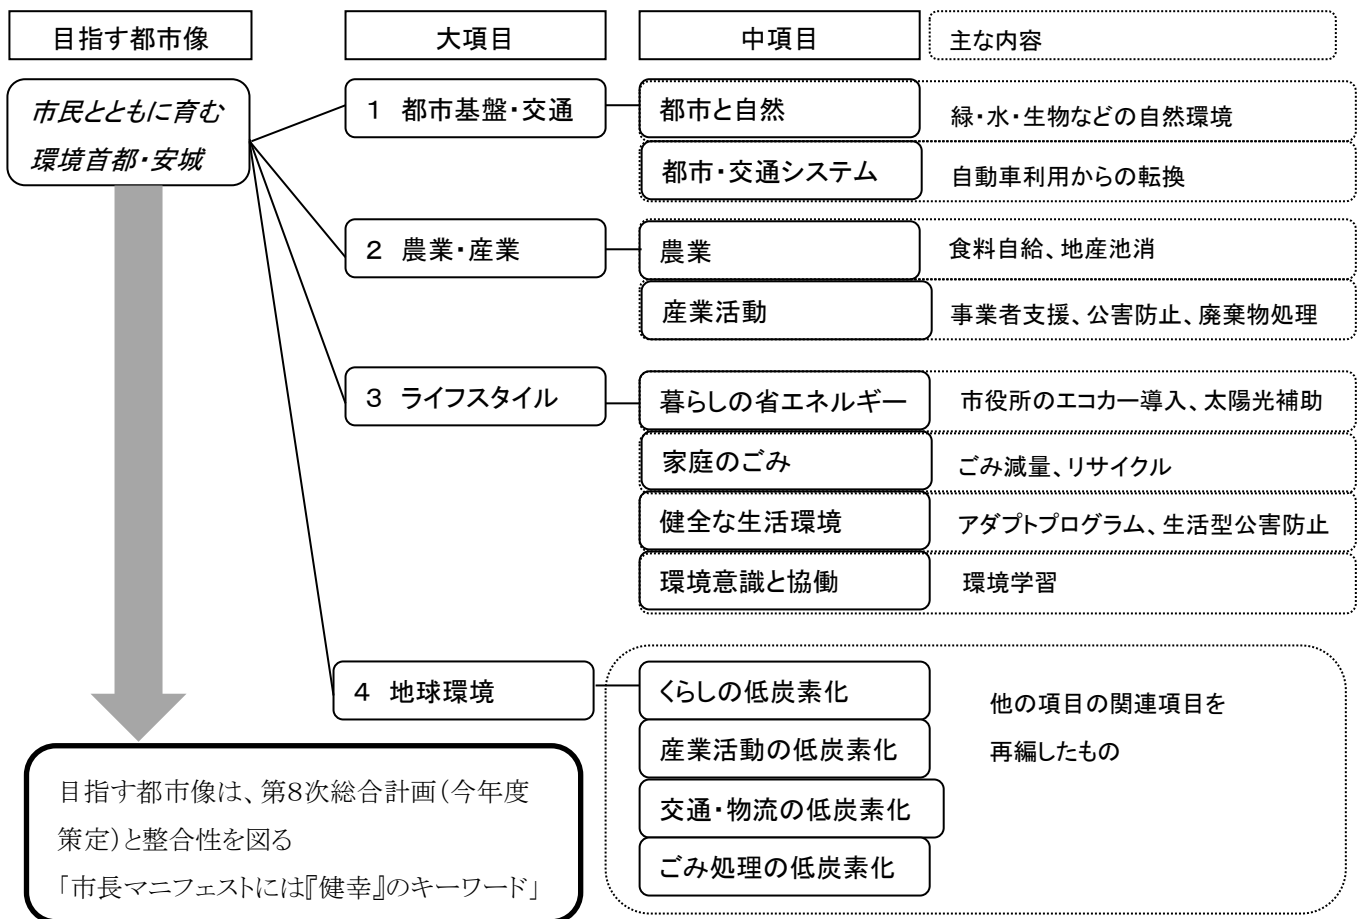 目指す都市像
大項目
中項目
主な内容
市民とともに育む
環境首都・安城
1 都市基盤・交通
都市と自然
緑・水・生物などの自然環境
都市・交通システム
自動車利用からの転換
2 農業・産業
農業
食料自給、地産池消
産業活動
事業者支援、公害防止、廃棄物処理
3 ライフスタイル
暮らしの省エネルギー
市役所のエコカー導入、太陽光補助
家庭のごみ
ごみ減量、リサイクル
健全な生活環境
アダプトプログラム、生活型公害防止
環境意識と協働
環境学習
4 地球環境
くらしの低炭素化
他の項目の関連項目を
再編したもの
産業活動の低炭素化
交通・物流の低炭素化
ごみ処理の低炭素化
目指す都市像は、第8次総合計画(今年度
策定)と整合性を図る
「市長マニフェストには『健幸』のキーワード」